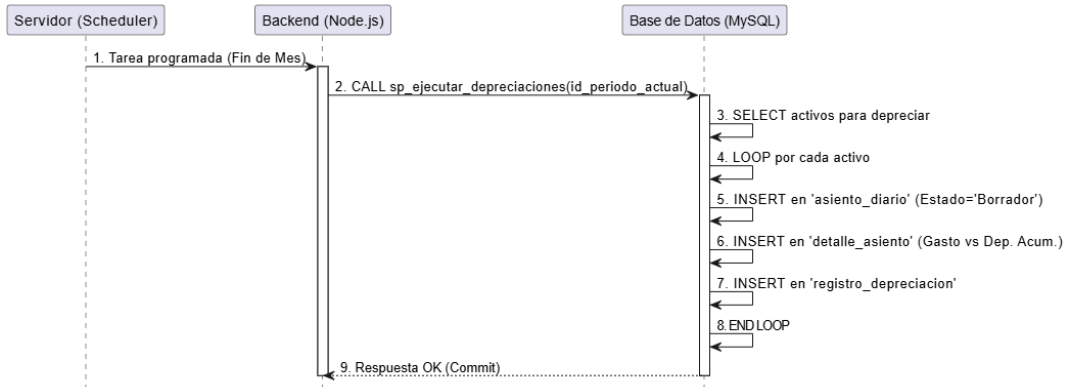 Servidor (Scheduler)
Backend (Node.js)
Base de Datos (MySQL)
1. Tarea programada (Fin de Mes)
2. CALL sp_ejecutar_depreciaciones(id_periodo_actual)
3. SELECT activos para depreciar
4. LOOP por cada activo
5. INSERT en 'asiento_diario' (Estado='Borrador')
6. INSERT en 'detalle_asiento' (Gasto vs Dep. Acum.)
7. INSERT en 'registro_depreciacion'
8. END LOOP
9. Respuesta OK (Commit)